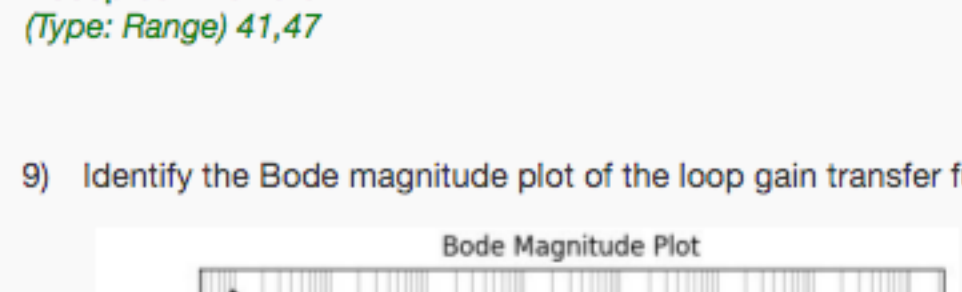 (Type: Range) 41,47
9) Identify the Bode magnitude plot of the loop gain transfer
Bode Magnitude Plot